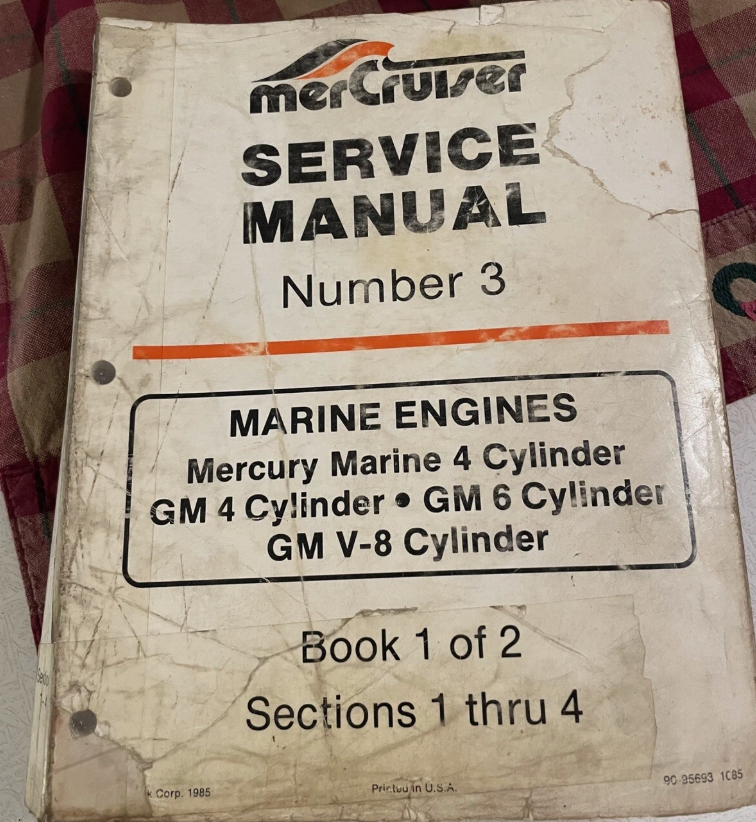 merCruiser
SERVICE
MANUAL
Number 3
MARINE ENGINES
Mercury Marine 4 Cylinder
GM 4 Cylinder • GM 6 Cylinder
GM V-8 Cylinder
Book 1 of 2
Sections 1 thru 4
k Corp. 1985
Printed in U.S.A.
90-95693 1C85